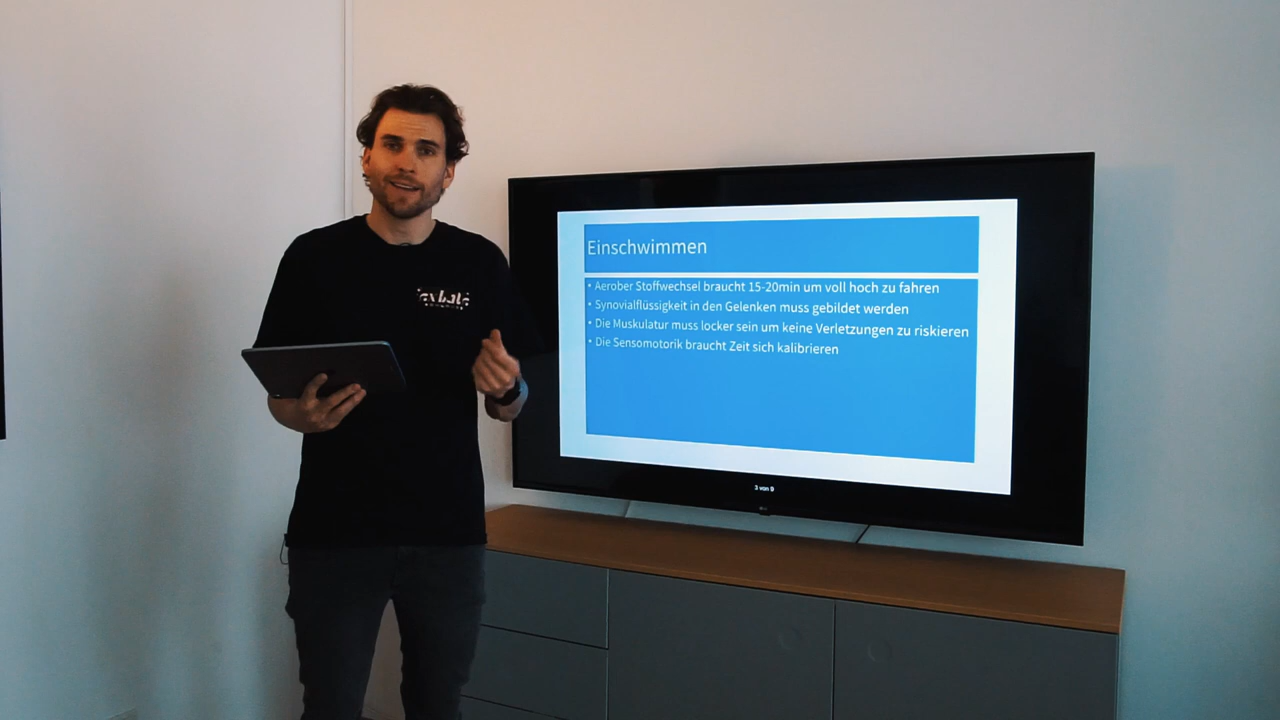 Einschwimmen
• Aerober Stoffwechsel braucht 15-20min um voll hoch zu fahren
• Synovialflüssigkeit in den Gelenken muss gebildet werden
• Die Muskulatur muss locker sein um keine Verletzungen zu riskieren
• Die Sensomotorik braucht Zeit sich kalibrieren
3 von 9
LG